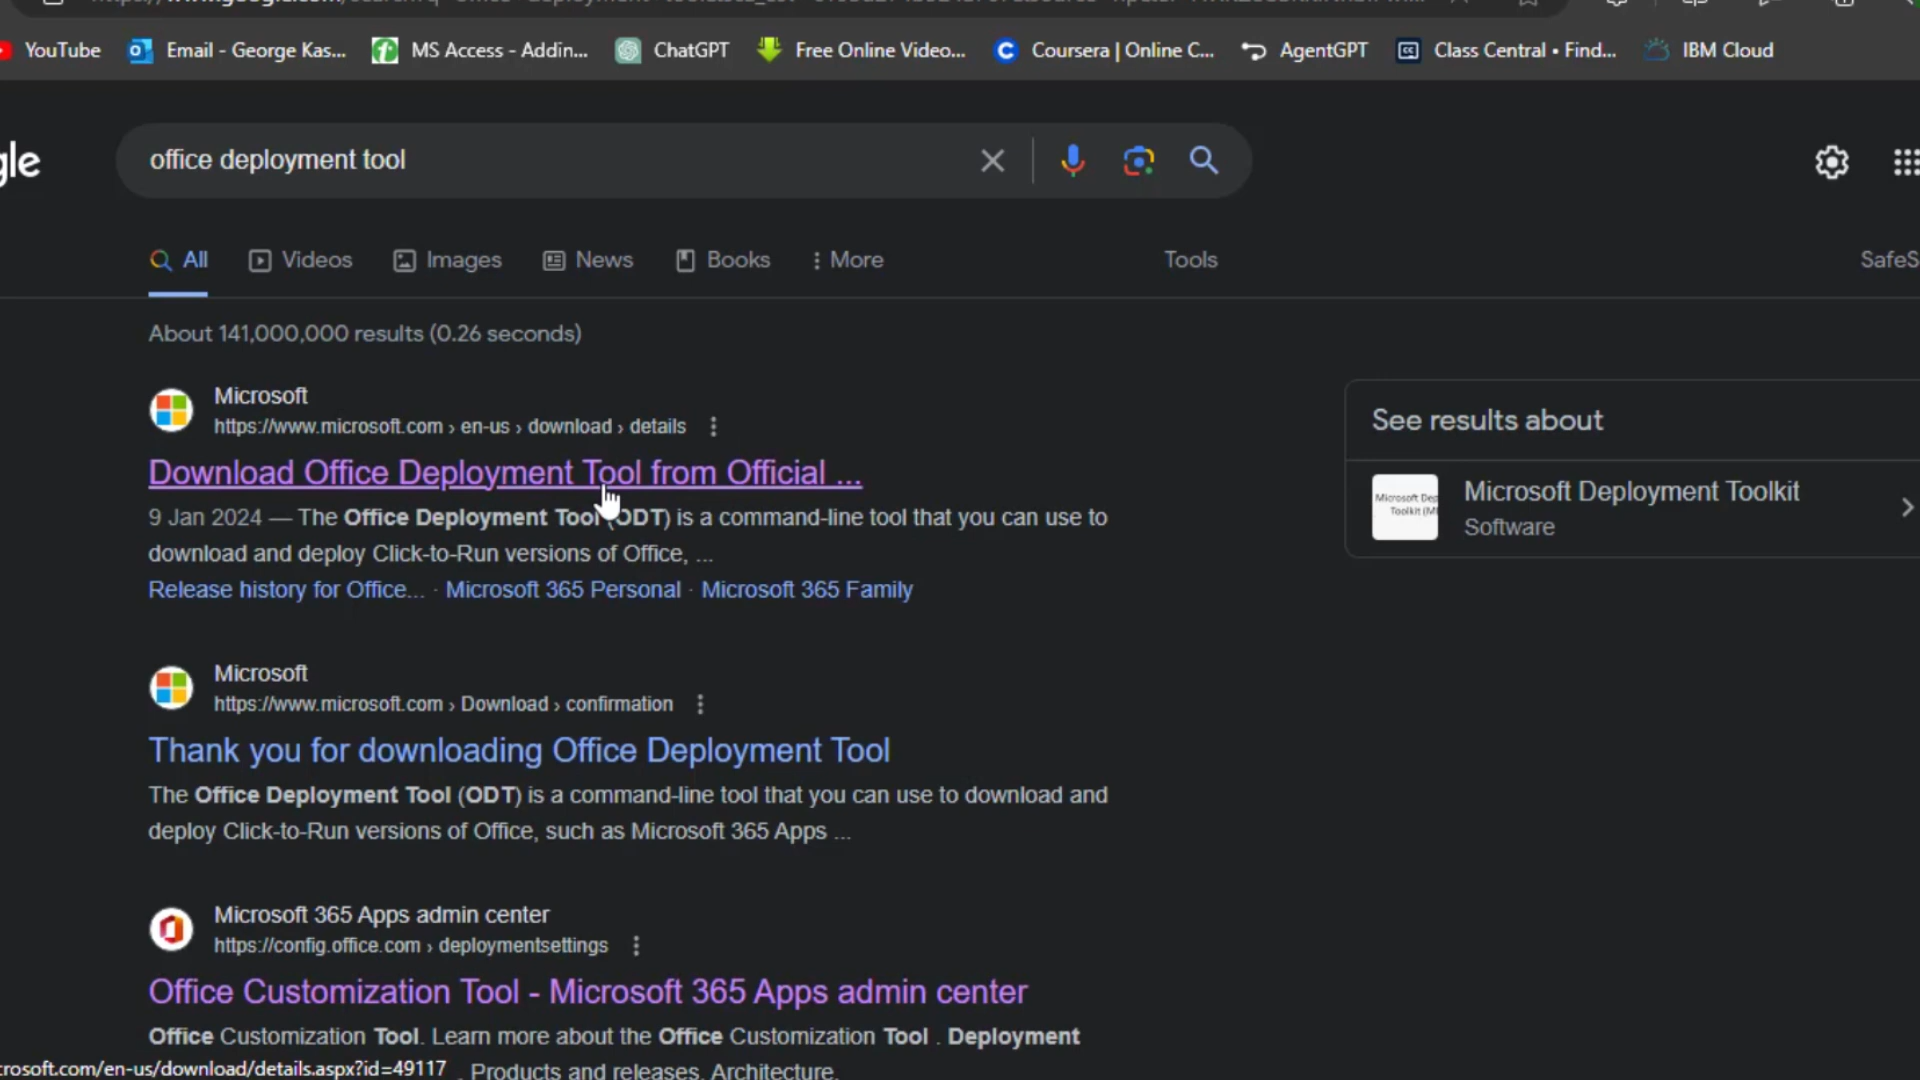 YouTube Email - George Kas... MS Access - Addin... ChatGPT Free Online Video... Coursera | Online C... AgentGPT Class Central • Find... IBM Cloud
gle office deployment tool
All Videos Images News Books More Tools SafeS
About 141,000,000 results (0.26 seconds)
Microsoft
https://www.microsoft.com › en-us › download › details
Download Office Deployment Tool from Official ...
9 Jan 2024 — The Office Deployment Tool (ODT) is a command-line tool that you can use to
download and deploy Click-to-Run versions of Office, ...
Release history for Office... · Microsoft 365 Personal · Microsoft 365 Family
See results about
Microsoft Deployment Toolkit
Software
Microsoft
https://www.microsoft.com › Download › confirmation
Thank you for downloading Office Deployment Tool
The Office Deployment Tool (ODT) is a command-line tool that you can use to download and
deploy Click-to-Run versions of Office, such as Microsoft 365 Apps ...
Microsoft 365 Apps admin center
https://config.office.com › deploymentsettings
Office Customization Tool - Microsoft 365 Apps admin center
Office Customization Tool. Learn more about the Office Customization Tool . Deployment
. Products and releases. Architecture.
rosoft.com/en-us/download/details.aspx?id=49117